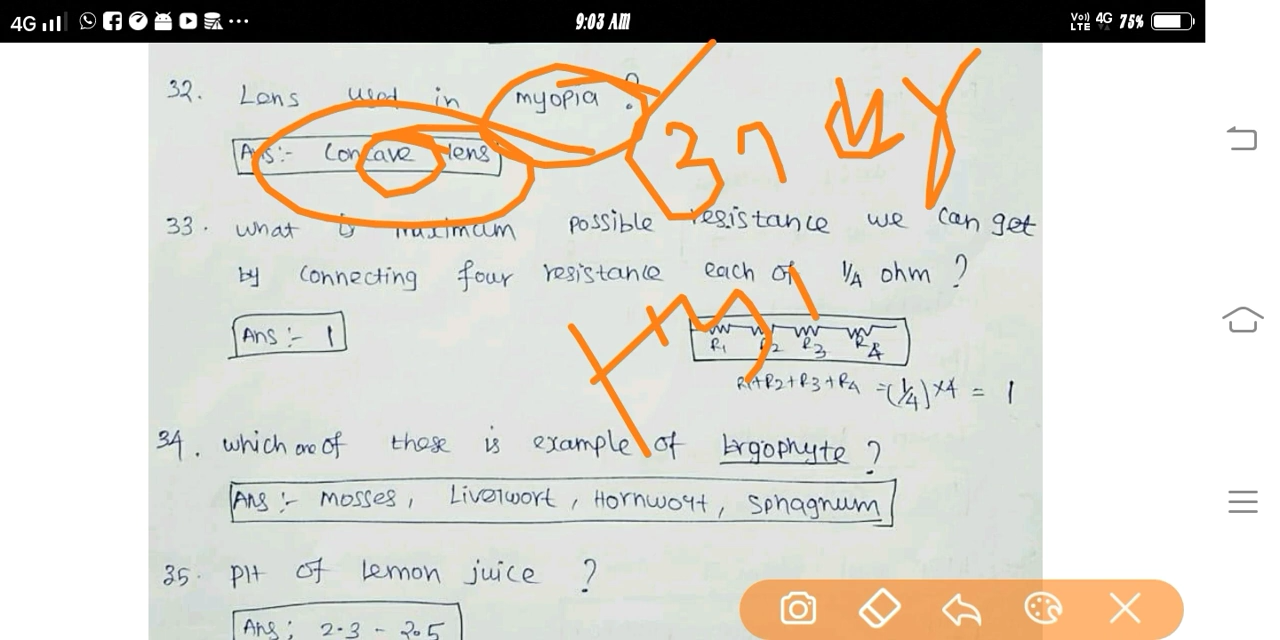 4G 9:03 AM Vo)) LTE 4G 75%
32. Lens used in myopia ?
Ans:- Concave lens
33. what is maximum possible resistance we can get
by connecting four resistance each of 1/4 ohm ?
Ans :- 1
R1 R2 R3 R4
R1+R2+R3+R4 = (1/4)×4 = 1
34. which one of these is example of Brgophyte ?
Ans :- Mosses, Liverwort, Hornwort, Sphagnum
35. PH of Lemon juice ?
Ans: 2.3 - 2.5